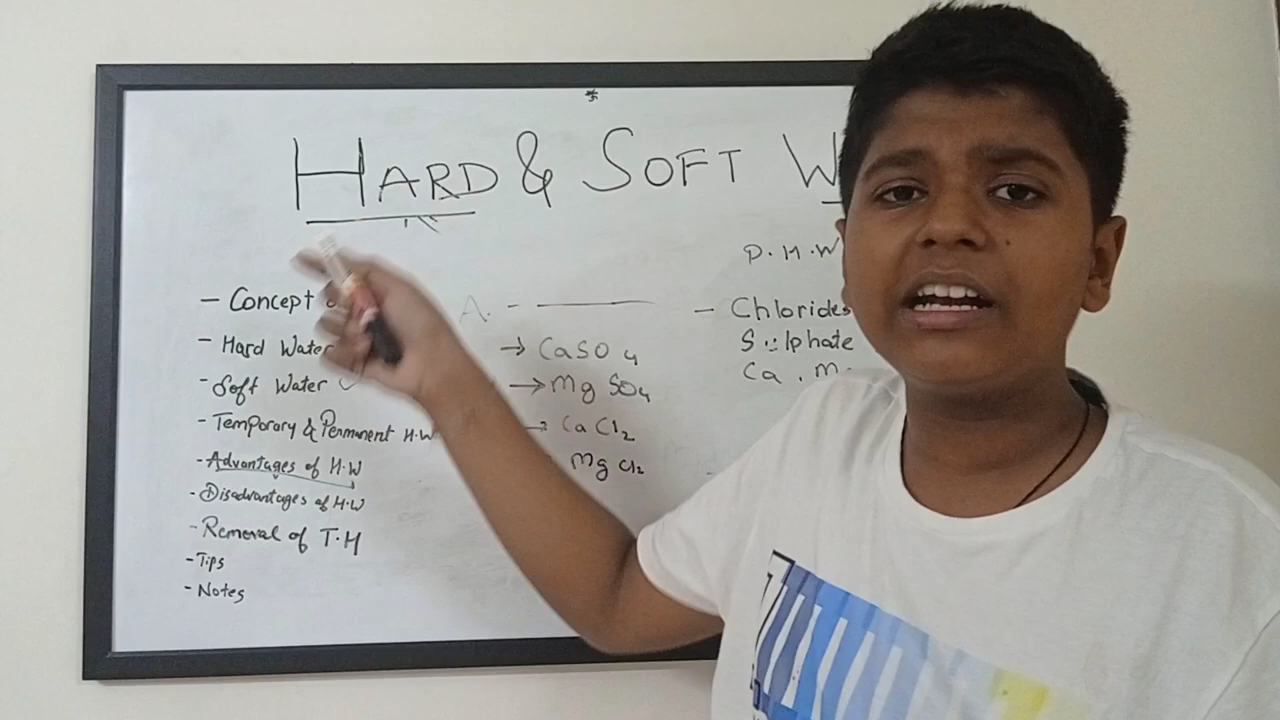 HARD & SOFT W
- Concept
- Hard Water
- Soft Water
- Temporary & Permanent H.W
- Advantages of H.W
- Disadvantages of H.W
- Removal of T.H
- Tips
- Notes
A. -
→ CaSO4
→ Mg SO4
→ CaCl2
Mg Cl2
P.H.W
- Chlorides
Sulphate
Ca, M